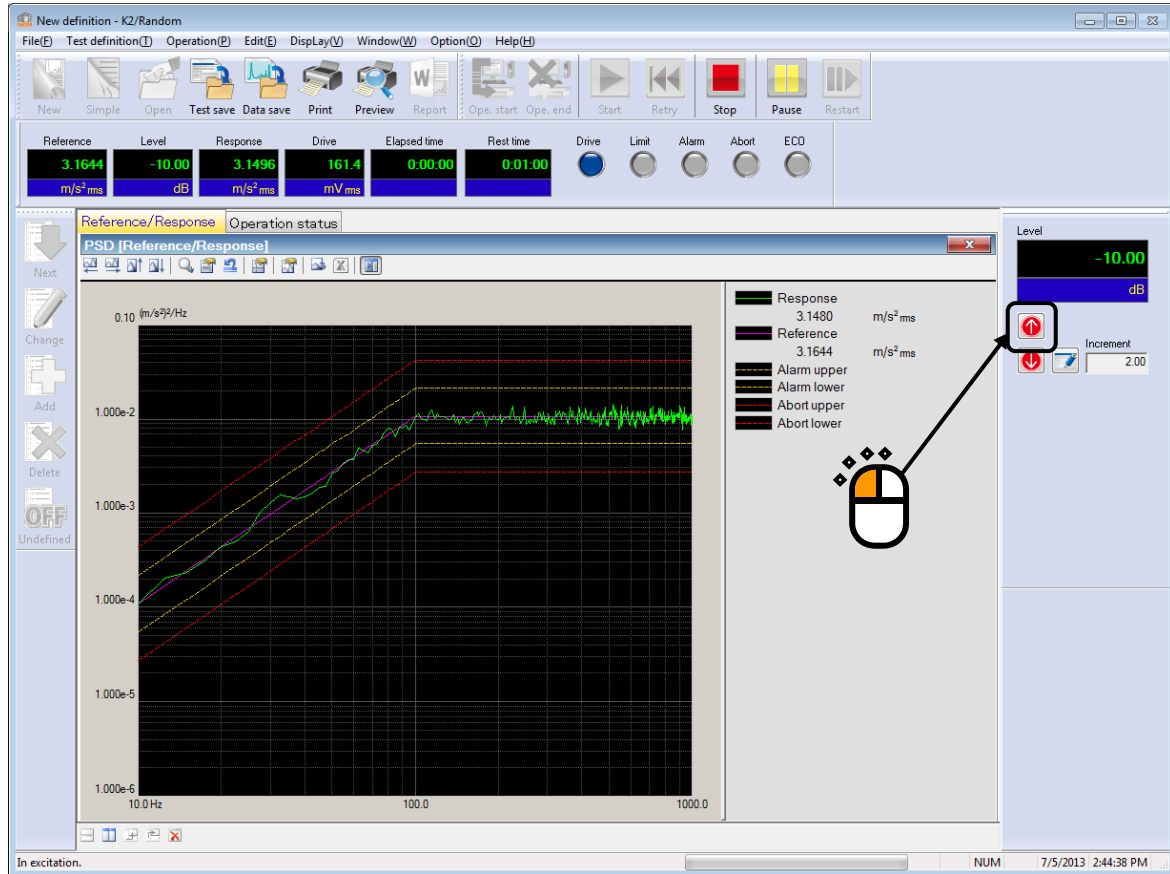 New definition - K2/Random
File(F) Test definition(T) Operation(P) Edit(E) DispLay(V) Window(W) Option(O) Help(H)
New Simple Open Test save Data save Print Preview Report Ope. start Ope. end Start Retry Stop Pause Restart
Reference Level Response Drive Elapsed time Rest time Drive Limit Alarm Abort ECO
3.1644 -10.00 3.1496 161.4 0:00:00 0:01:00
m/s² rms dB m/s² rms mV rms
Reference/Response Operation status
PSD [Reference/Response]
Next
Change
Add
Delete
OFF
Undefined
0.10 (m/s²)²/Hz
1.000e-2
1.000e-3
1.000e-4
1.000e-5
1.000e-6
10.0 Hz 100.0 1000.0
Response
3.1480 m/s² rms
Reference
3.1644 m/s² rms
Alarm upper
Alarm lower
Abort upper
Abort lower
Level
-10.00
dB
Increment
2.00
In excitation. NUM 7/5/2013 2:44:38 PM